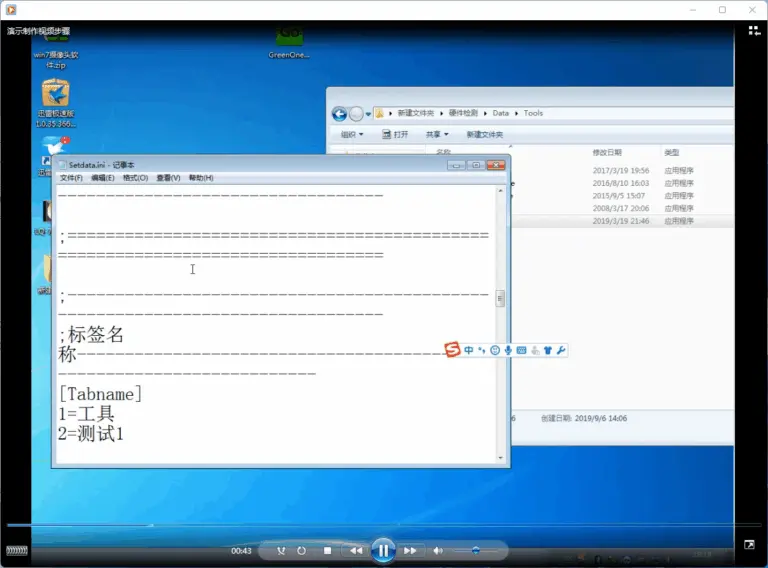 演示制作视频步骤
win7摄像头软
件.zip
GreenOne...
迅雷极速版
1.0.35.366...
新建文件夹 硬件检测 Data Tools
组织 打开 共享 新建文件夹
名称 修改日期 类型
2017/3/19 19:56 应用程序
2016/8/10 16:03 应用程序
2015/9/5 15:07 应用程序
2008/3/17 20:06 应用程序
2019/3/19 21:46 应用程序
Setdata.ini - 记事本
文件(F) 编辑(E) 格式(O) 查看(V) 帮助(H)
----------------------------------
;============================================
==================================
;--------------------------------------------
----------------------------------
;标签名
称------------------------------------------
---------------------------
[Tabname]
1=工具
2=测试1
中
创建日期: 2019/9/6 14:06
00:43